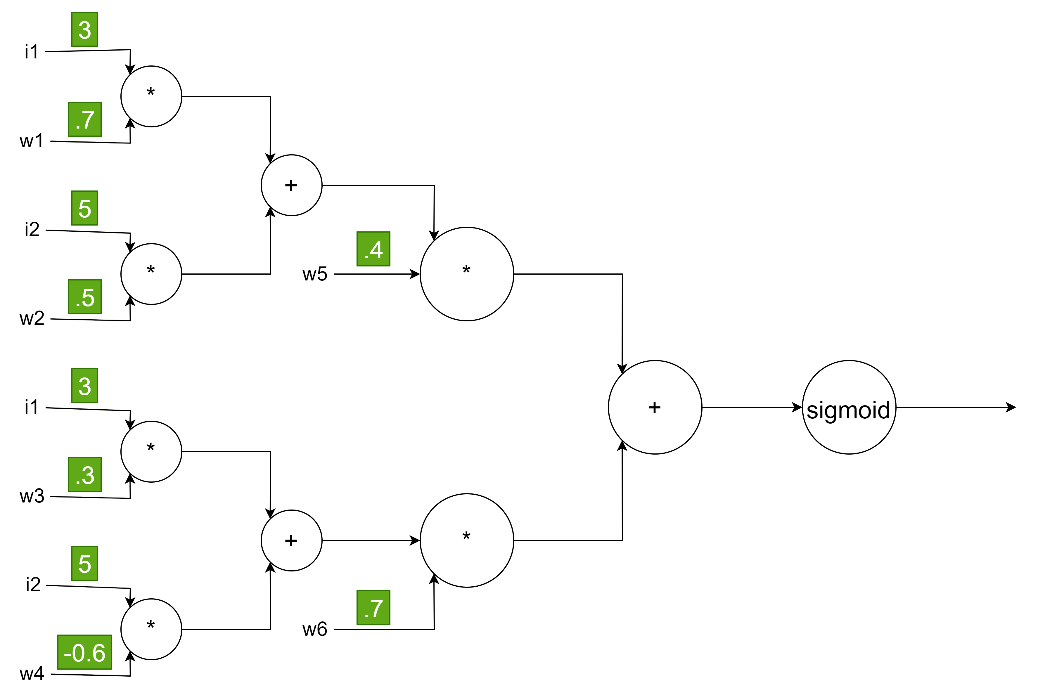 3
i1
*
.7
w1
+
5
i2
*
.4
w5
*
.5
w2
3
i1
*
.3
w3
+
sigmoid
+
*
5
i2
*
.7
w6
-0.6
w4